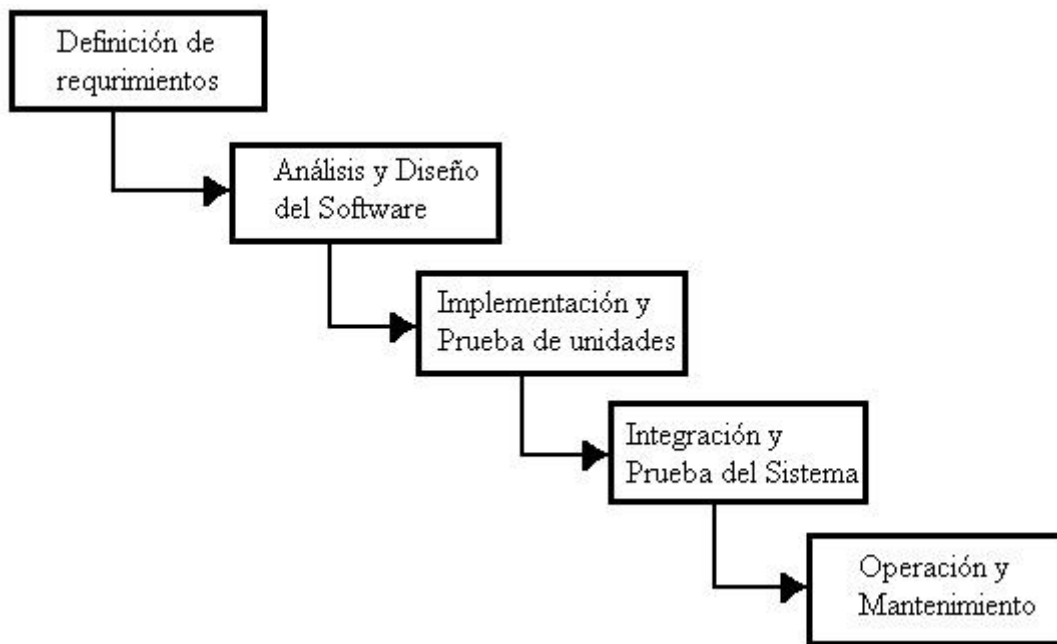 Definición de
requrimientos
Análisis y Diseño
del Software
Implementación y
Prueba de unidades
Integración y
Prueba del Sistema
Operación y
Mantenimiento